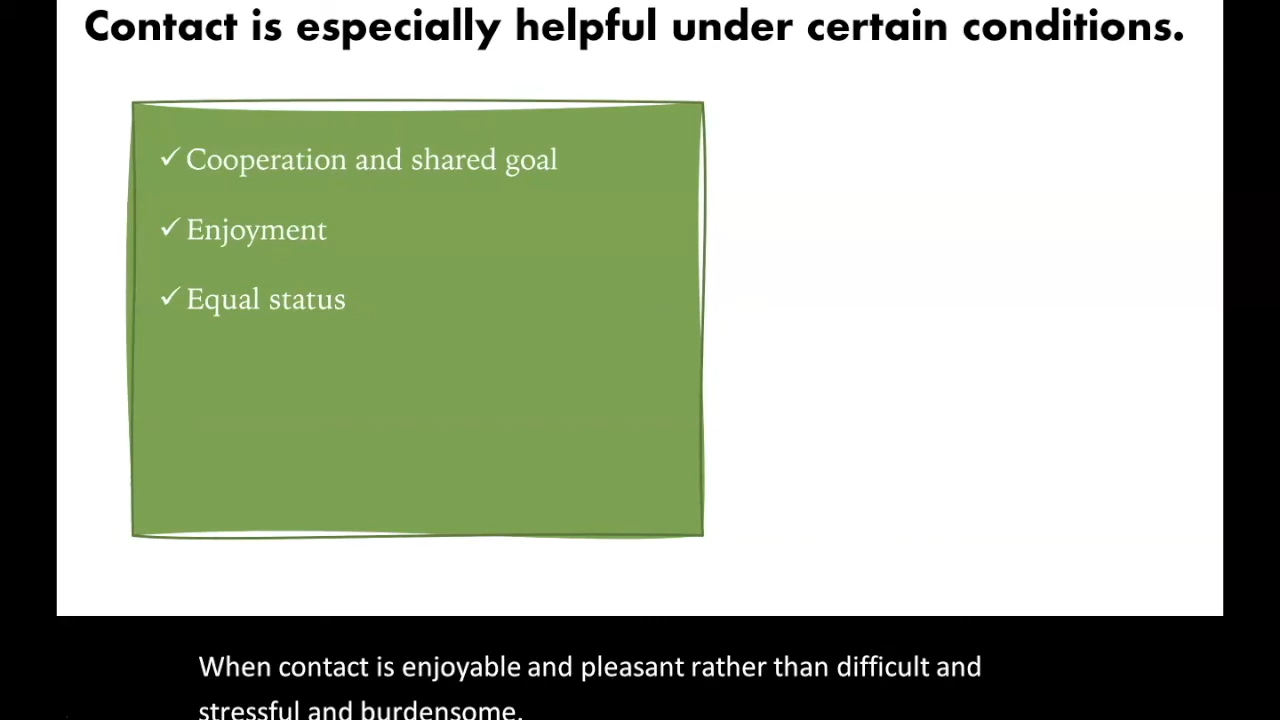 Contact is especially helpful under certain conditions.
✓Cooperation and shared goal
✓Enjoyment
✓Equal status
When contact is enjoyable and pleasant rather than difficult and
stressful and burdensome.